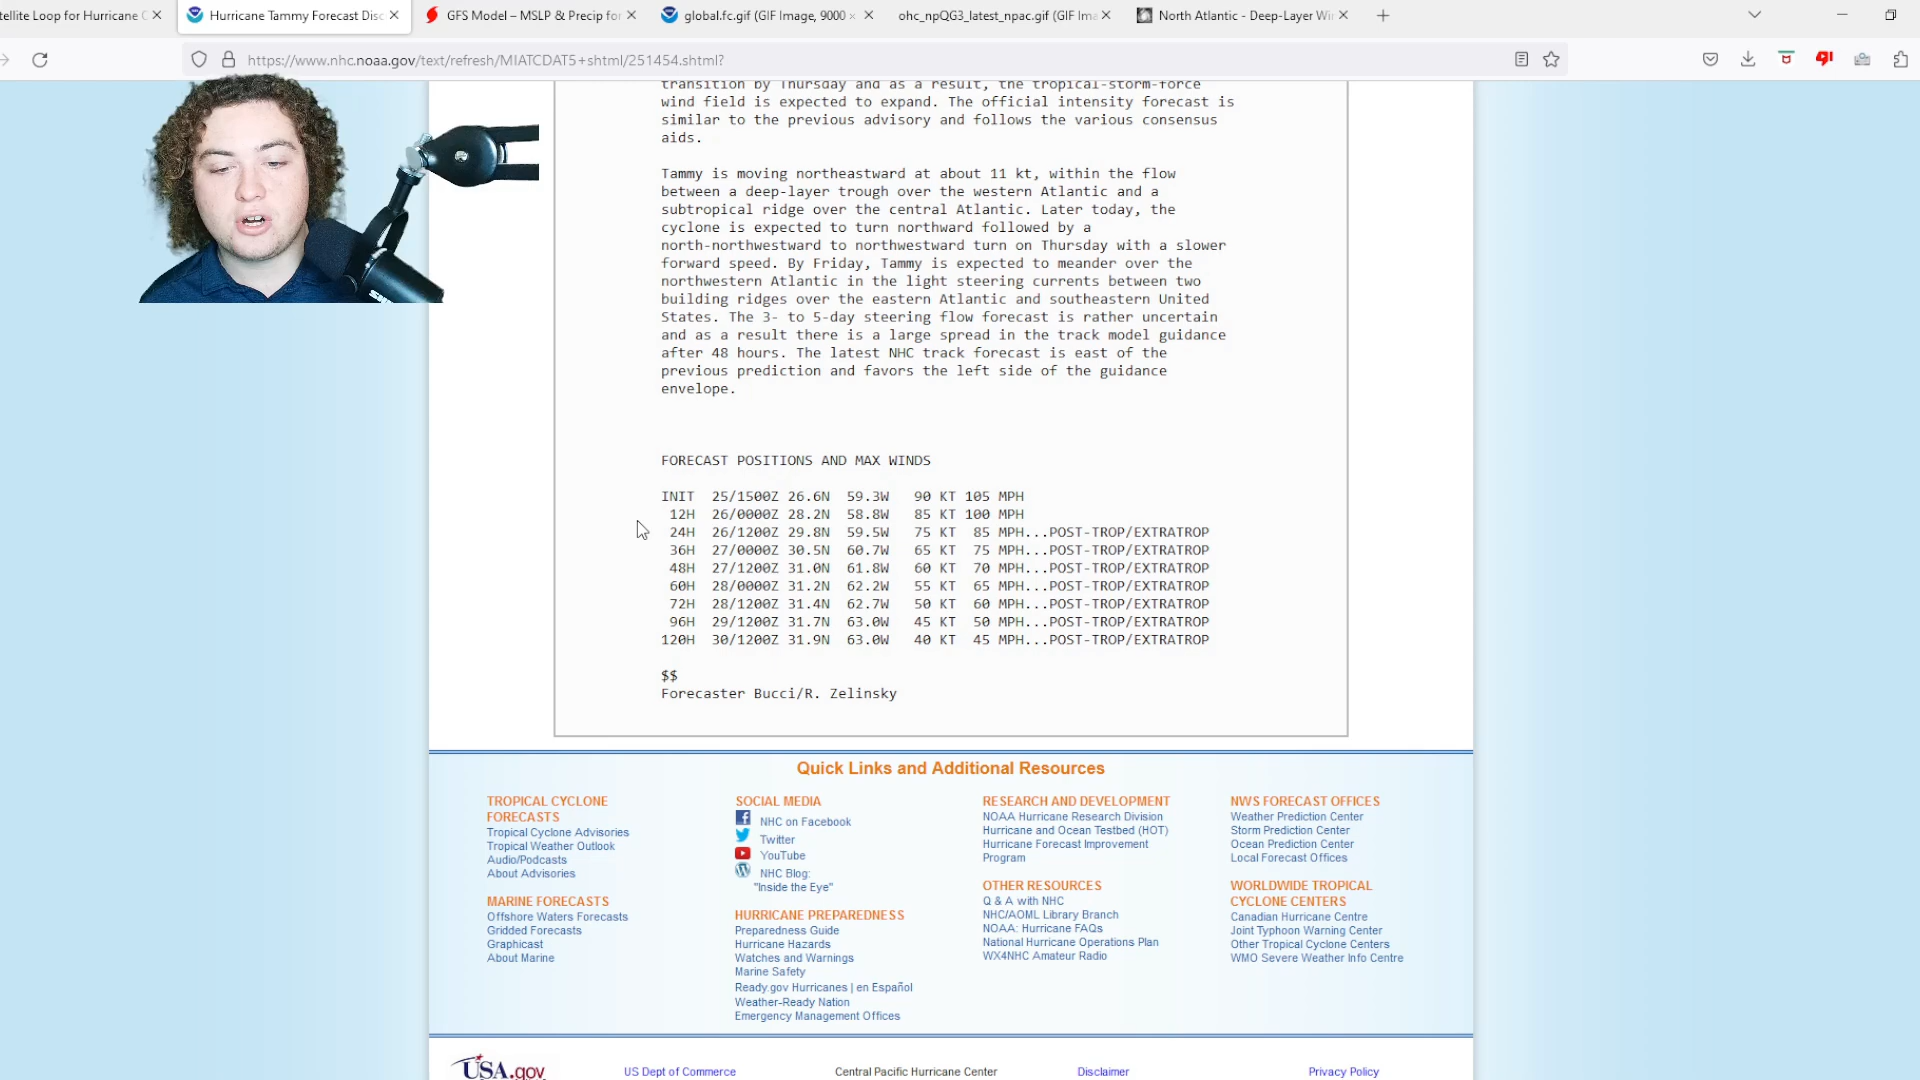 tellite Loop for Hurricane
Hurricane Tammy Forecast Disc
GFS Model – MSLP & Precip for
global.fc.gif (GIF Image, 9000 ×
ohc_npQG3_latest_npac.gif (GIF Ima
North Atlantic - Deep-Layer Wi
https://www.nhc.noaa.gov/text/refresh/MIATCDAT5+shtml/251454.shtml?
transition by Thursday and as a result, the tropical-storm-force
wind field is expected to expand. The official intensity forecast is
similar to the previous advisory and follows the various consensus
aids.
Tammy is moving northeastward at about 11 kt, within the flow
between a deep-layer trough over the western Atlantic and a
subtropical ridge over the central Atlantic. Later today, the
cyclone is expected to turn northward followed by a
north-northwestward to northwestward turn on Thursday with a slower
forward speed. By Friday, Tammy is expected to meander over the
northwestern Atlantic in the light steering currents between two
building ridges over the eastern Atlantic and southeastern United
States. The 3- to 5-day steering flow forecast is rather uncertain
and as a result there is a large spread in the track model guidance
after 48 hours. The latest NHC track forecast is east of the
previous prediction and favors the left side of the guidance
envelope.
FORECAST POSITIONS AND MAX WINDS
INIT 25/1500Z 26.6N 59.3W 90 KT 105 MPH
12H 26/0000Z 28.2N 58.8W 85 KT 100 MPH
24H 26/1200Z 29.8N 59.5W 75 KT 85 MPH...POST-TROP/EXTRATROP
36H 27/0000Z 30.5N 60.7W 65 KT 75 MPH...POST-TROP/EXTRATROP
48H 27/1200Z 31.0N 61.8W 60 KT 70 MPH...POST-TROP/EXTRATROP
60H 28/0000Z 31.2N 62.2W 55 KT 65 MPH...POST-TROP/EXTRATROP
72H 28/1200Z 31.4N 62.7W 50 KT 60 MPH...POST-TROP/EXTRATROP
96H 29/1200Z 31.7N 63.0W 45 KT 50 MPH...POST-TROP/EXTRATROP
120H 30/1200Z 31.9N 63.0W 40 KT 45 MPH...POST-TROP/EXTRATROP
$$
Forecaster Bucci/R. Zelinsky
Quick Links and Additional Resources
TROPICAL CYCLONE
FORECASTS
Tropical Cyclone Advisories
Tropical Weather Outlook
Audio/Podcasts
About Advisories
MARINE FORECASTS
Offshore Waters Forecasts
Gridded Forecasts
Graphicast
About Marine
SOCIAL MEDIA
NHC on Facebook
Twitter
YouTube
NHC Blog:
"Inside the Eye"
HURRICANE PREPAREDNESS
Preparedness Guide
Hurricane Hazards
Watches and Warnings
Marine Safety
Ready.gov Hurricanes | en Español
Weather-Ready Nation
Emergency Management Offices
RESEARCH AND DEVELOPMENT
NOAA Hurricane Research Division
Hurricane and Ocean Testbed (HOT)
Hurricane Forecast Improvement
Program
OTHER RESOURCES
Q & A with NHC
NHC/AOML Library Branch
NOAA: Hurricane FAQs
National Hurricane Operations Plan
WX4NHC Amateur Radio
NWS FORECAST OFFICES
Weather Prediction Center
Storm Prediction Center
Ocean Prediction Center
Local Forecast Offices
WORLDWIDE TROPICAL
CYCLONE CENTERS
Canadian Hurricane Centre
Joint Typhoon Warning Center
Other Tropical Cyclone Centers
WMO Severe Weather Info Centre
USA.gov
US Dept of Commerce
Central Pacific Hurricane Center
Disclaimer
Privacy Policy